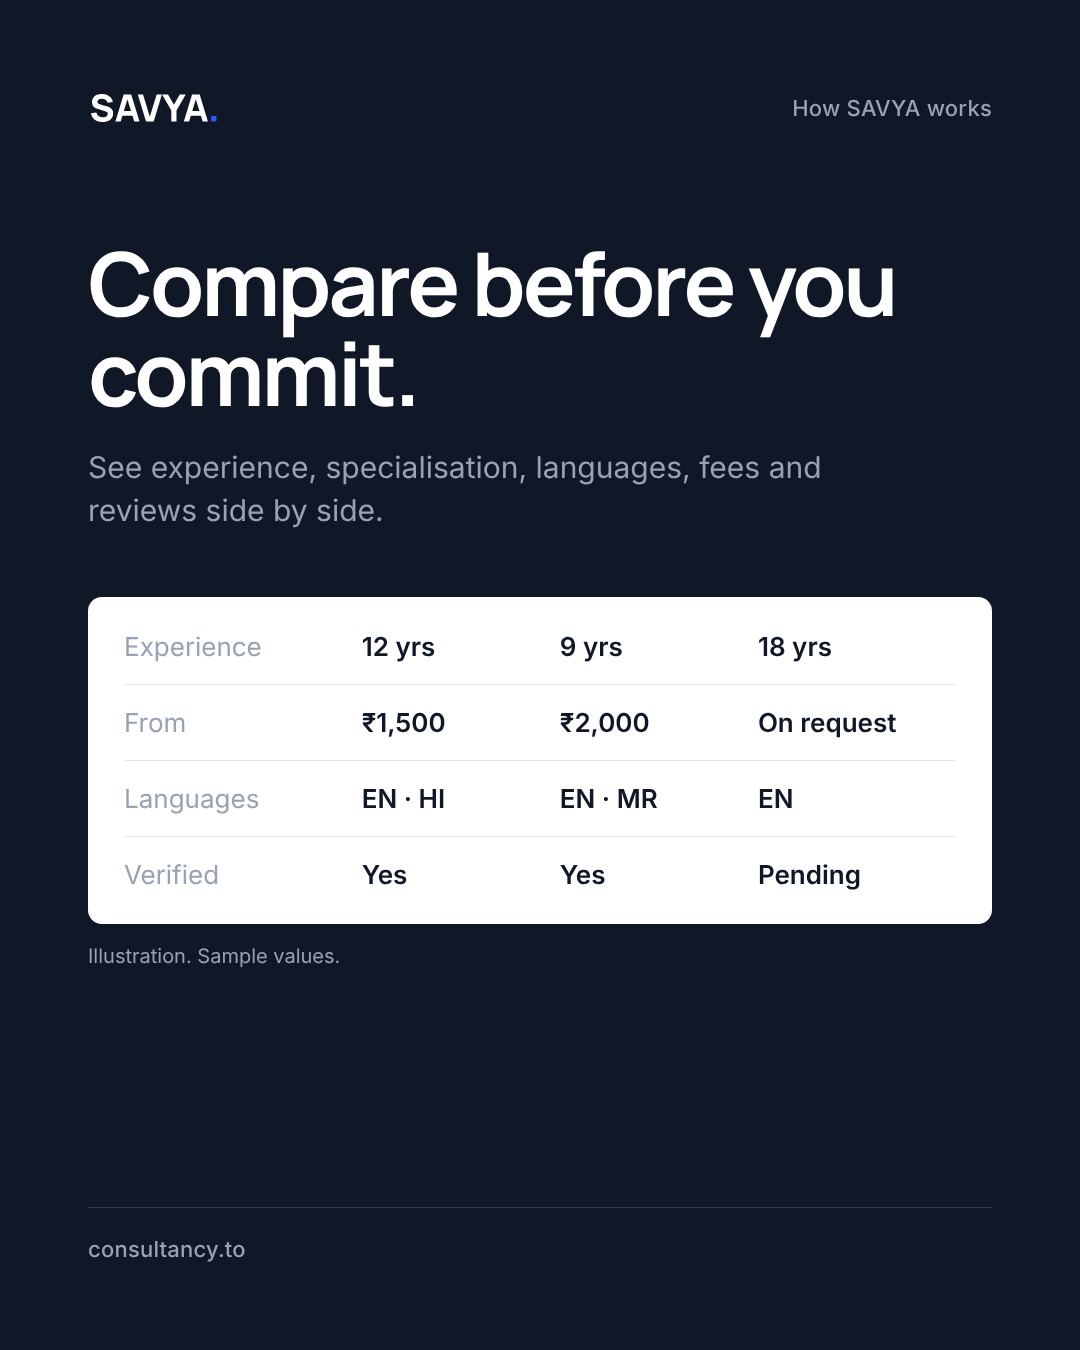 SAVYA.
How SAVYA works
Compare before you
commit.
See experience, specialisation, languages, fees and
reviews side by side.
Experience 12 yrs 9 yrs 18 yrs
From ₹1,500 ₹2,000 On request
Languages EN · HI EN · MR EN
Verified Yes Yes Pending
Illustration. Sample values.
consultancy.to